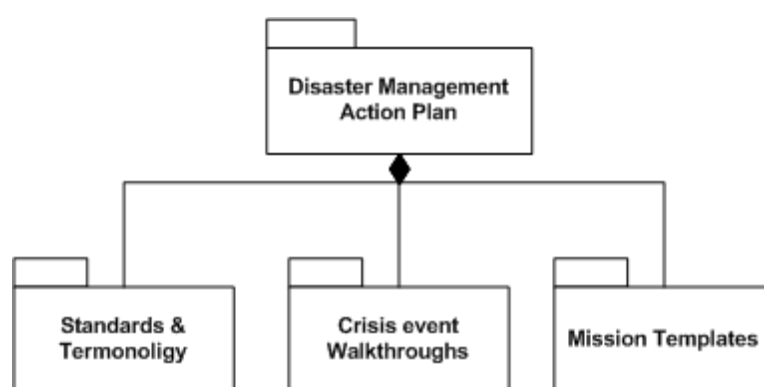 Disaster Management
Action Plan
Standards &
Termonoligy
Crisis event
Walkthroughs
Mission Templates